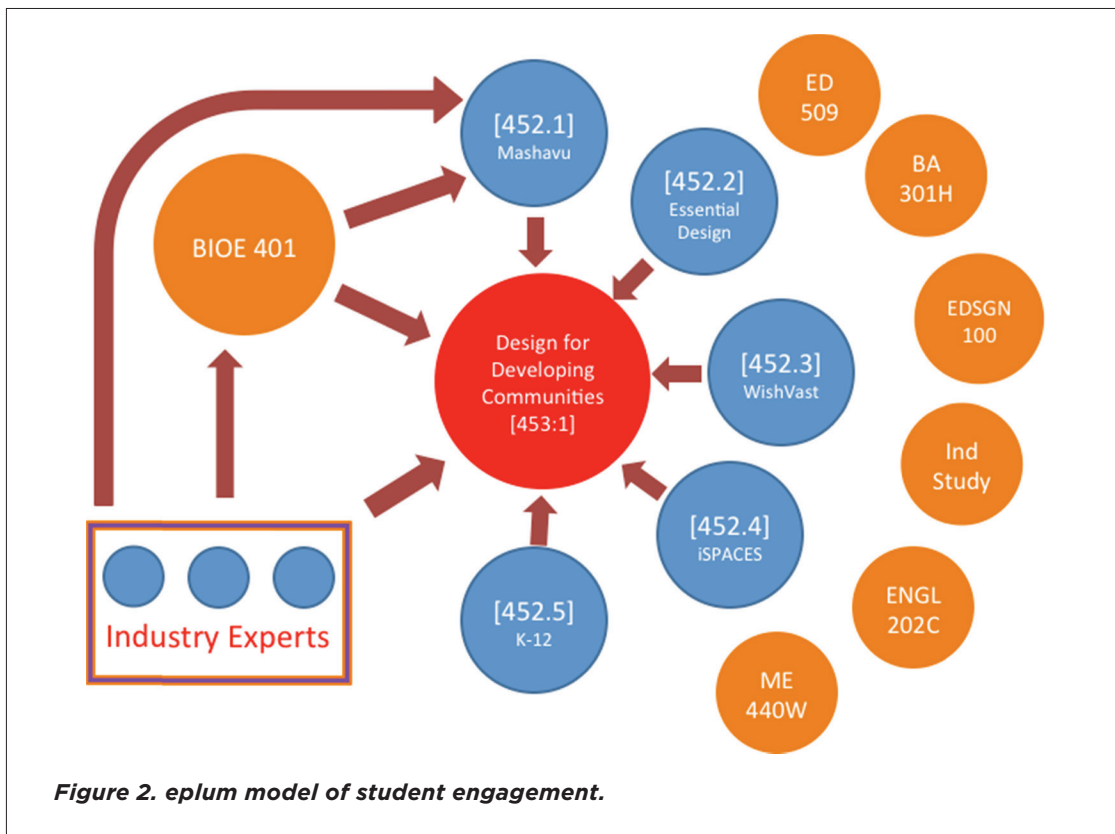 [452.1]
Mashavu
ED
509
BA
301H
[452.2]
Essential
Design
BIOE 401
EDSGN
100
Design for
Developing
Communities
[453:1]
[452.3]
WishVast
Ind
Study
[452.4]
iSPACES
Industry Experts
[452.5]
K-12
ENGL
202C
ME
440W
Figure 2. eplum model of student engagement.